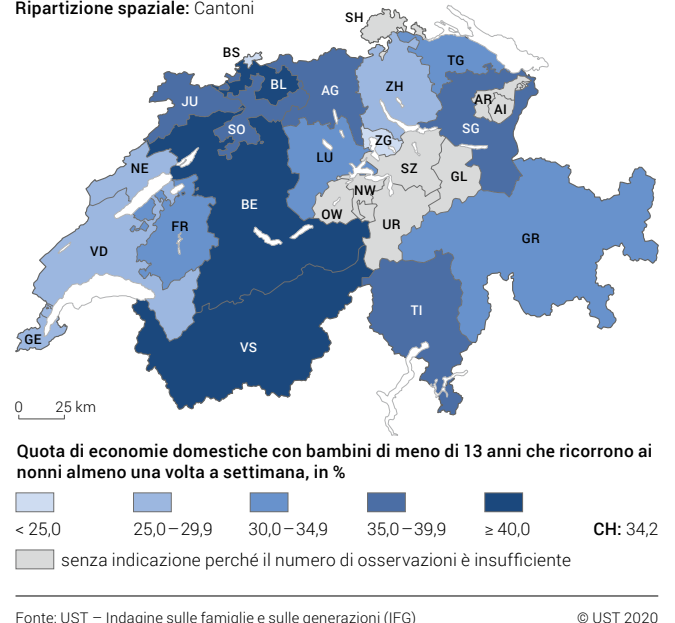 Ripartizione spaziale: Cantoni
SH
BS
TG
BL
ZH
AG
JU
AR
AI
SO
SG
ZG
LU
NE
SZ
GL
NW
BE
OW
FR
UR
GR
VD
TI
GE
VS
0 25 km
Quota di economie domestiche con bambini di meno di 13 anni che ricorrono ai
nonni almeno una volta a settimana, in %
< 25,0 25,0–29,9 30,0–34,9 35,0–39,9 ≥ 40,0 CH: 34,2
senza indicazione perché il numero di osservazioni è insufficiente
Fonte: UST – Indagine sulle famiglie e sulle generazioni (IFG) © UST 2020